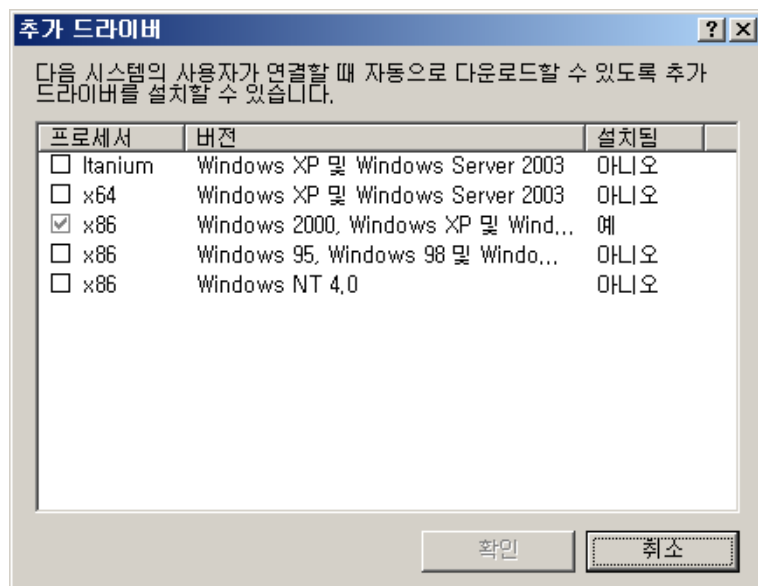 추가 드라이버
다음 시스템의 사용자가 연결할 때 자동으로 다운로드할 수 있도록 추가
드라이버를 설치할 수 있습니다.
프로세서 버전 설치됨
Itanium Windows XP 및 Windows Server 2003 아니오
x64 Windows XP 및 Windows Server 2003 아니오
x86 Windows 2000, Windows XP 및 Wind... 예
x86 Windows 95, Windows 98 및 Windo... 아니오
x86 Windows NT 4.0 아니오
확인 취소